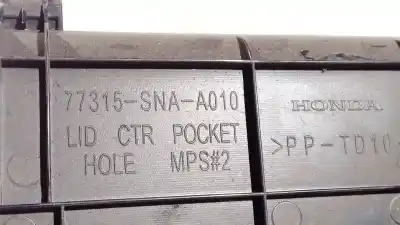 77315-SNA-A010
LID CTR POCKET
HOLE MPS#2
HONDA
>PP-TD10